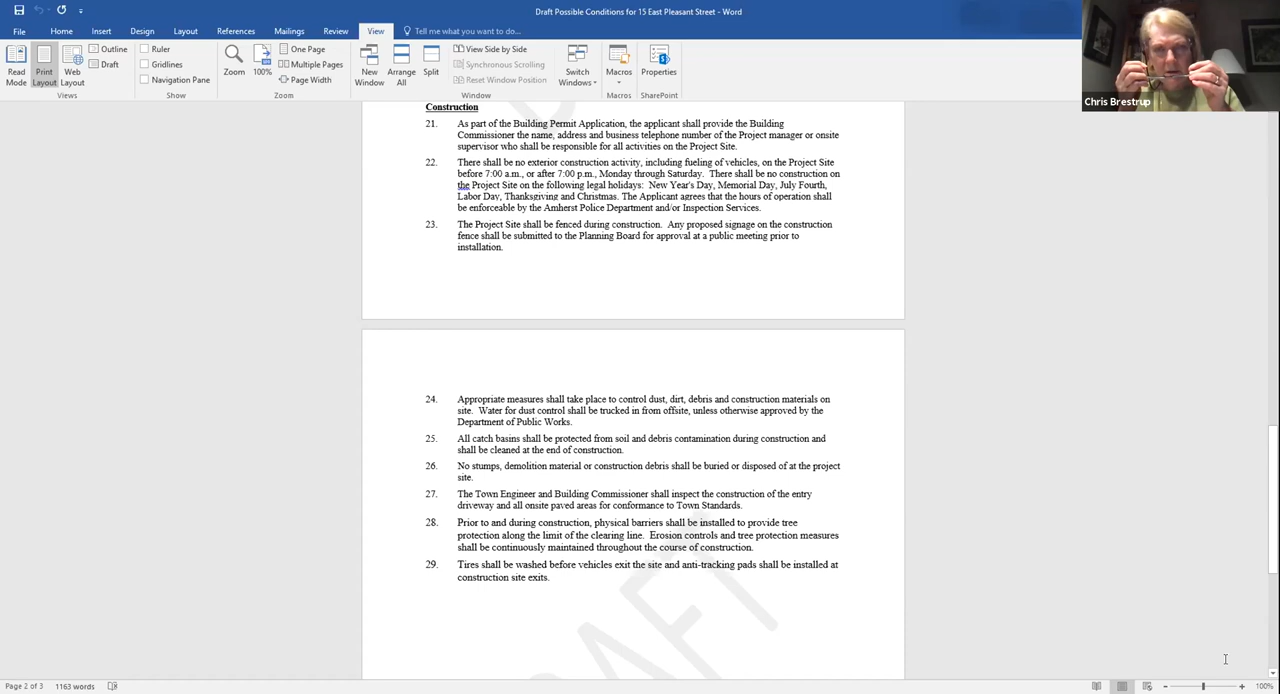 Draft Possible Conditions for 15 East Pleasant Street - Word
File Home Insert Design Layout References Mailings Review View Tell me what you want to do...
Read Mode
Print Layout
Web Layout
Outline
Draft
Views
Ruler
Gridlines
Navigation Pane
Show
Zoom
100%
One Page
Multiple Pages
Page Width
Zoom
New Window
Arrange All
Split
View Side by Side
Synchronous Scrolling
Reset Window Position
Window
Switch Windows
Macros
Macros
Properties
SharePoint
Chris Brestrup
Construction
21. As part of the Building Permit Application, the applicant shall provide the Building
Commissioner the name, address and business telephone number of the Project manager or onsite
supervisor who shall be responsible for all activities on the Project Site.
22. There shall be no exterior construction activity, including fueling of vehicles, on the Project Site
before 7:00 a.m., or after 7:00 p.m., Monday through Saturday. There shall be no construction on
the Project Site on the following legal holidays: New Year's Day, Memorial Day, July Fourth,
Labor Day, Thanksgiving and Christmas. The Applicant agrees that the hours of operation shall
be enforceable by the Amherst Police Department and/or Inspection Services.
23. The Project Site shall be fenced during construction. Any proposed signage on the construction
fence shall be submitted to the Planning Board for approval at a public meeting prior to
installation.
24. Appropriate measures shall take place to control dust, dirt, debris and construction materials on
site. Water for dust control shall be trucked in from offsite, unless otherwise approved by the
Department of Public Works.
25. All catch basins shall be protected from soil and debris contamination during construction and
shall be cleaned at the end of construction.
26. No stumps, demolition material or construction debris shall be buried or disposed of at the project
site.
27. The Town Engineer and Building Commissioner shall inspect the construction of the entry
driveway and all onsite paved areas for conformance to Town Standards.
28. Prior to and during construction, physical barriers shall be installed to provide tree
protection along the limit of the clearing line. Erosion controls and tree protection measures
shall be continuously maintained throughout the course of construction.
29. Tires shall be washed before vehicles exit the site and anti-tracking pads shall be installed at
construction site exits.
Page 2 of 3 1163 words
100%